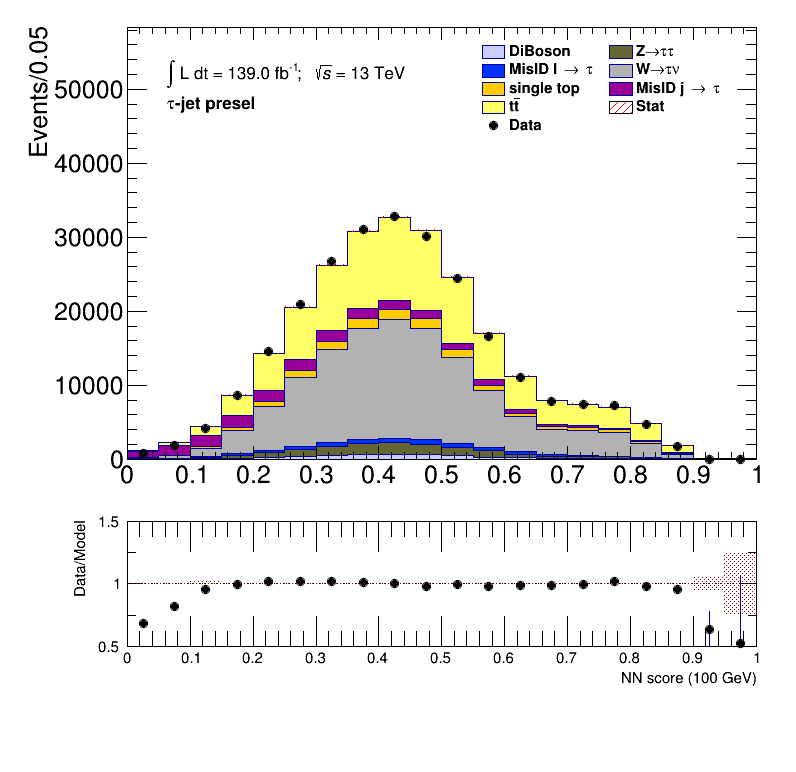 Events/0.05
∫ L dt = 139.0 fb⁻¹; √s = 13 TeV
τ-jet presel
DiBoson
MisID l → τ
single top
tt̄
Data
Z→ττ
W→τν
MisID j → τ
Stat
50000
40000
30000
20000
10000
0
0 0.1 0.2 0.3 0.4 0.5 0.6 0.7 0.8 0.9 1
Data/Model
1.5
1
0.5
0 0.1 0.2 0.3 0.4 0.5 0.6 0.7 0.8 0.9 1
NN score (100 GeV)